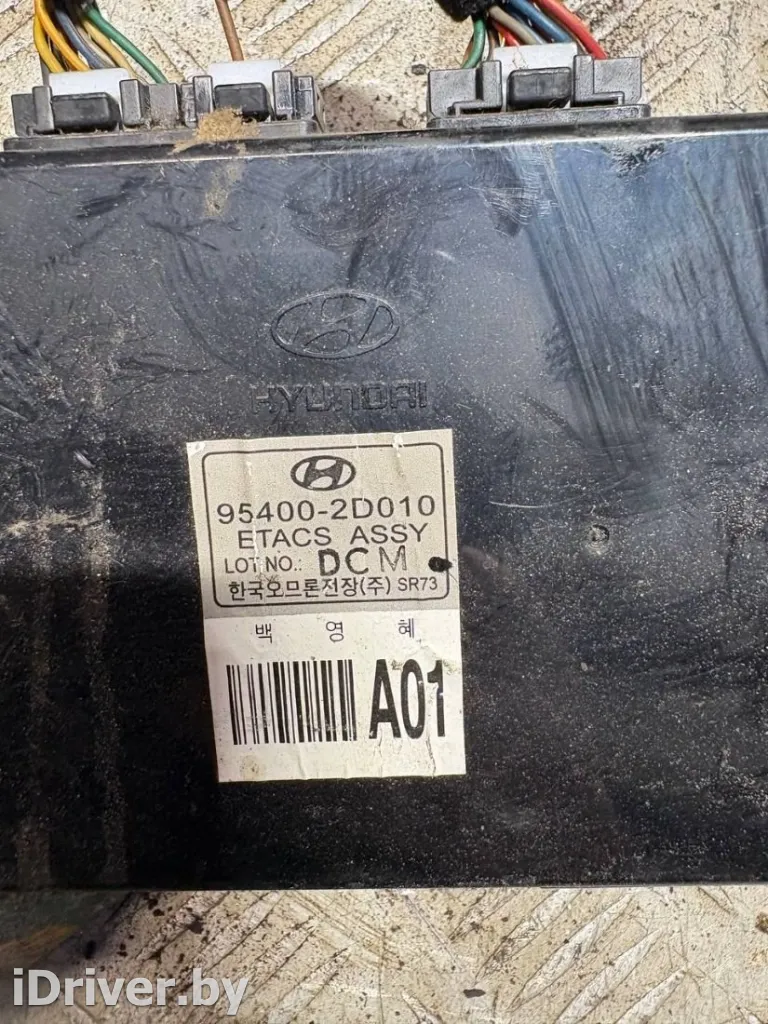 HYUNDAI
95400-2D010
ETACS ASSY
LOT NO.: DCM
한국오므론전장(주) SR73
백 영 혜
A01
iDriver.by